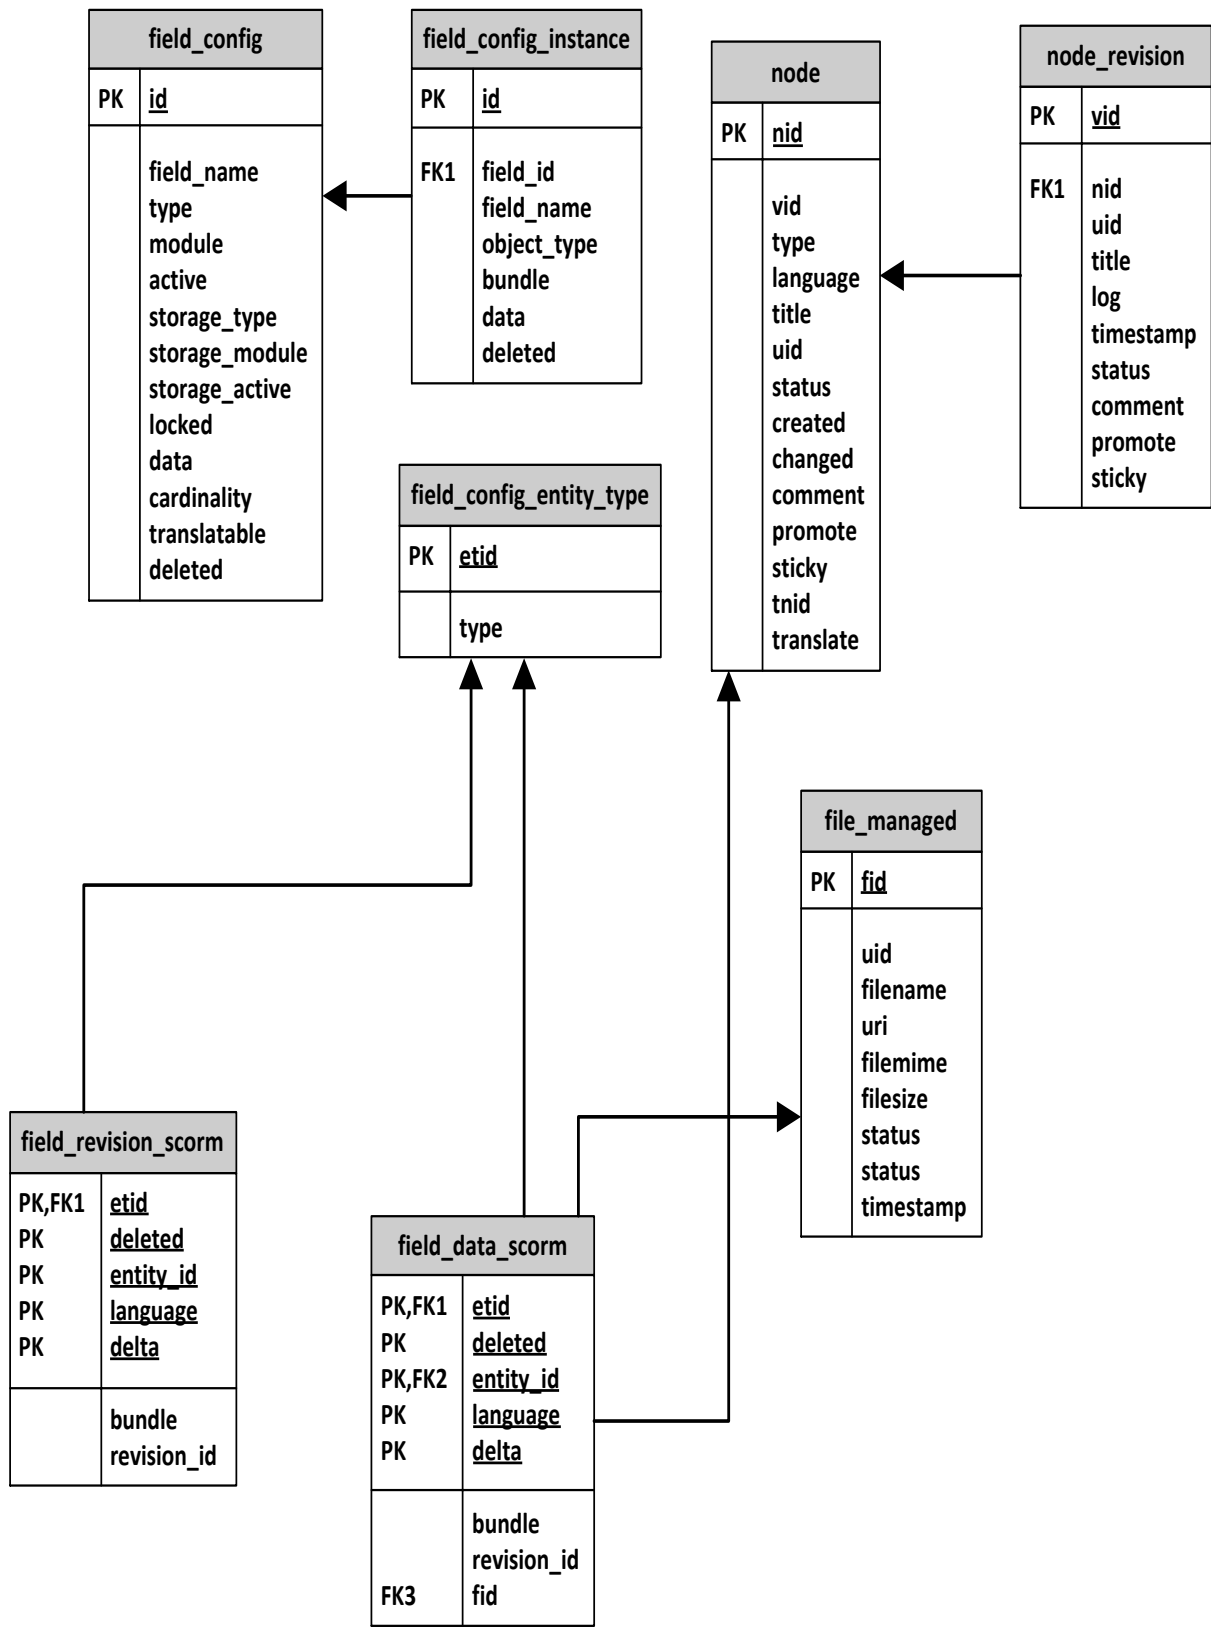 field_config
PK id
field_name
type
module
active
storage_type
storage_module
storage_active
locked
data
cardinality
translatable
deleted
field_config_instance
PK id
FK1 field_id
field_name
object_type
bundle
data
deleted
node
PK nid
vid
type
language
title
uid
status
created
changed
comment
promote
sticky
tnid
translate
node_revision
PK vid
FK1 nid
uid
title
log
timestamp
status
comment
promote
sticky
field_config_entity_type
PK etid
type
file_managed
PK fid
uid
filename
uri
filemime
filesize
status
status
timestamp
field_revision_scorm
PK,FK1 etid
PK deleted
PK entity_id
PK language
PK delta
bundle
revision_id
field_data_scorm
PK,FK1 etid
PK deleted
PK,FK2 entity_id
PK language
PK delta
bundle
revision_id
FK3 fid